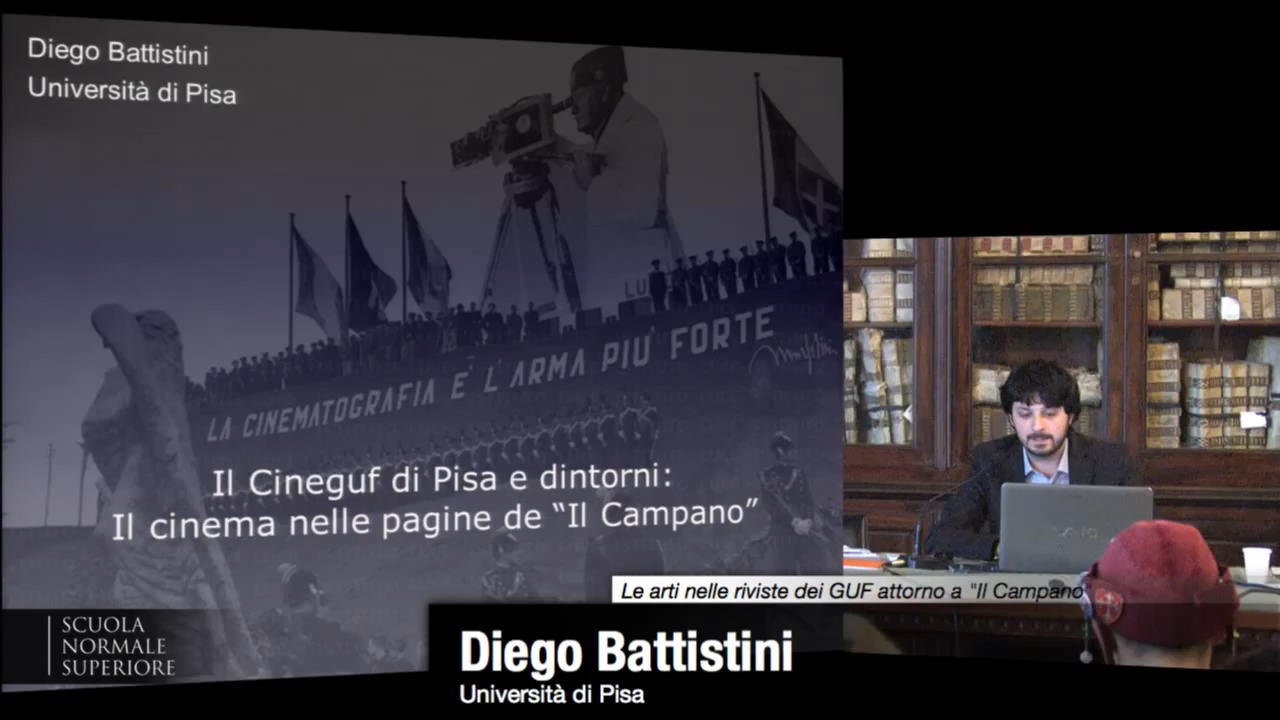 Diego Battistini
Università di Pisa
LA CINEMATOGRAFIA E' L'ARMA PIU' FORTE
Il Cineguf di Pisa e dintorni:
Il cinema nelle pagine de “Il Campano”
SCUOLA
NORMALE
SUPERIORE
Le arti nelle riviste dei GUF attorno a "Il Campano"
Diego Battistini
Università di Pisa
VAIO